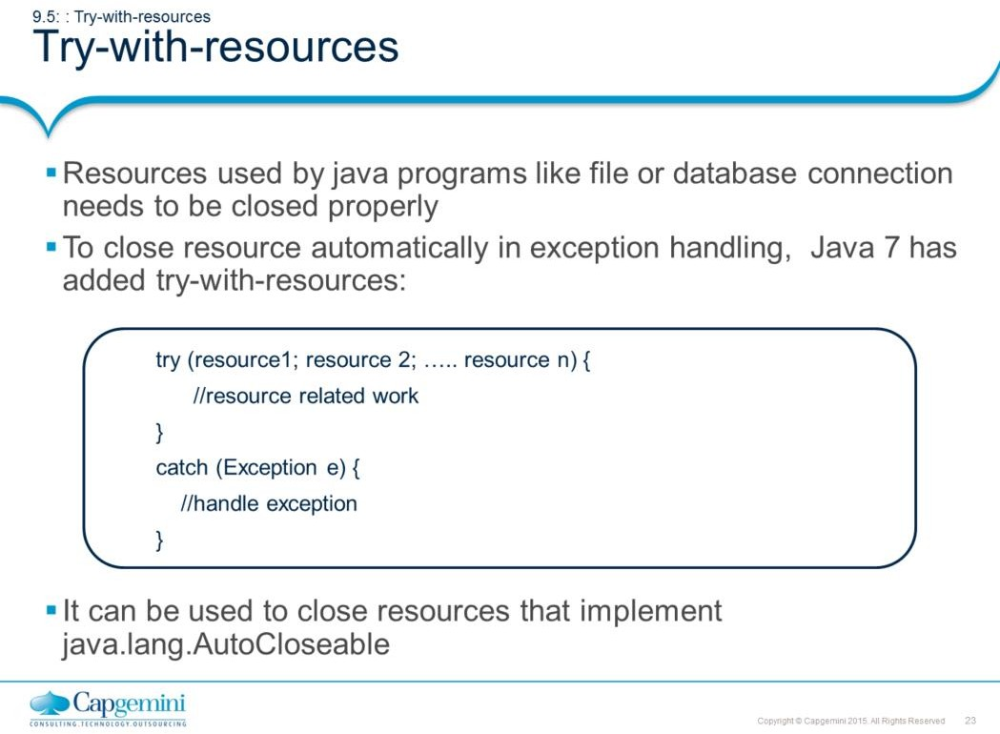 9.5: : Try-with-resources
Try-with-resources
Resources used by java programs like file or database connection
needs to be closed properly
To close resource automatically in exception handling,  Java 7 has
added try-with-resources:
try (resource1; resource 2; ….. resource n) {
//resource related work
}
catch (Exception e) {
//handle exception
}
It can be used to close resources that implement
java.lang.AutoCloseable
Capgemini
CONSULTING.TECHNOLOGY.OUTSOURCING
Copyright © Capgemini 2015. All Rights Reserved 23